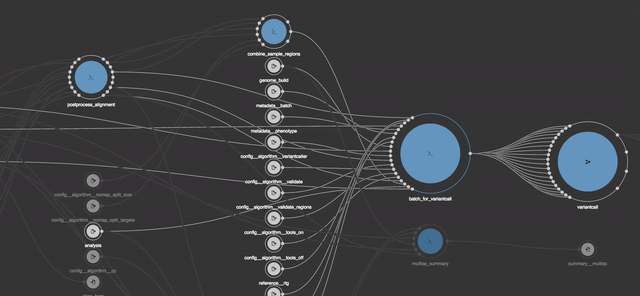 combine_sample_regions
postprocess_alignment
genome_build
metadata__batch
metadata__phenotype
config__algorithm__variantcaller
config__algorithm__validate
config__algorithm__nomap_split_size
config__algorithm__validate_regions
config__algorithm__nomap_split_targets
config__algorithm__tools_on
analysis
config__algorithm__tools_off
config__algorithm__qc
reference__rtg
batch_for_variantcall
variantcall
multiqc_summary
summary__multiqc